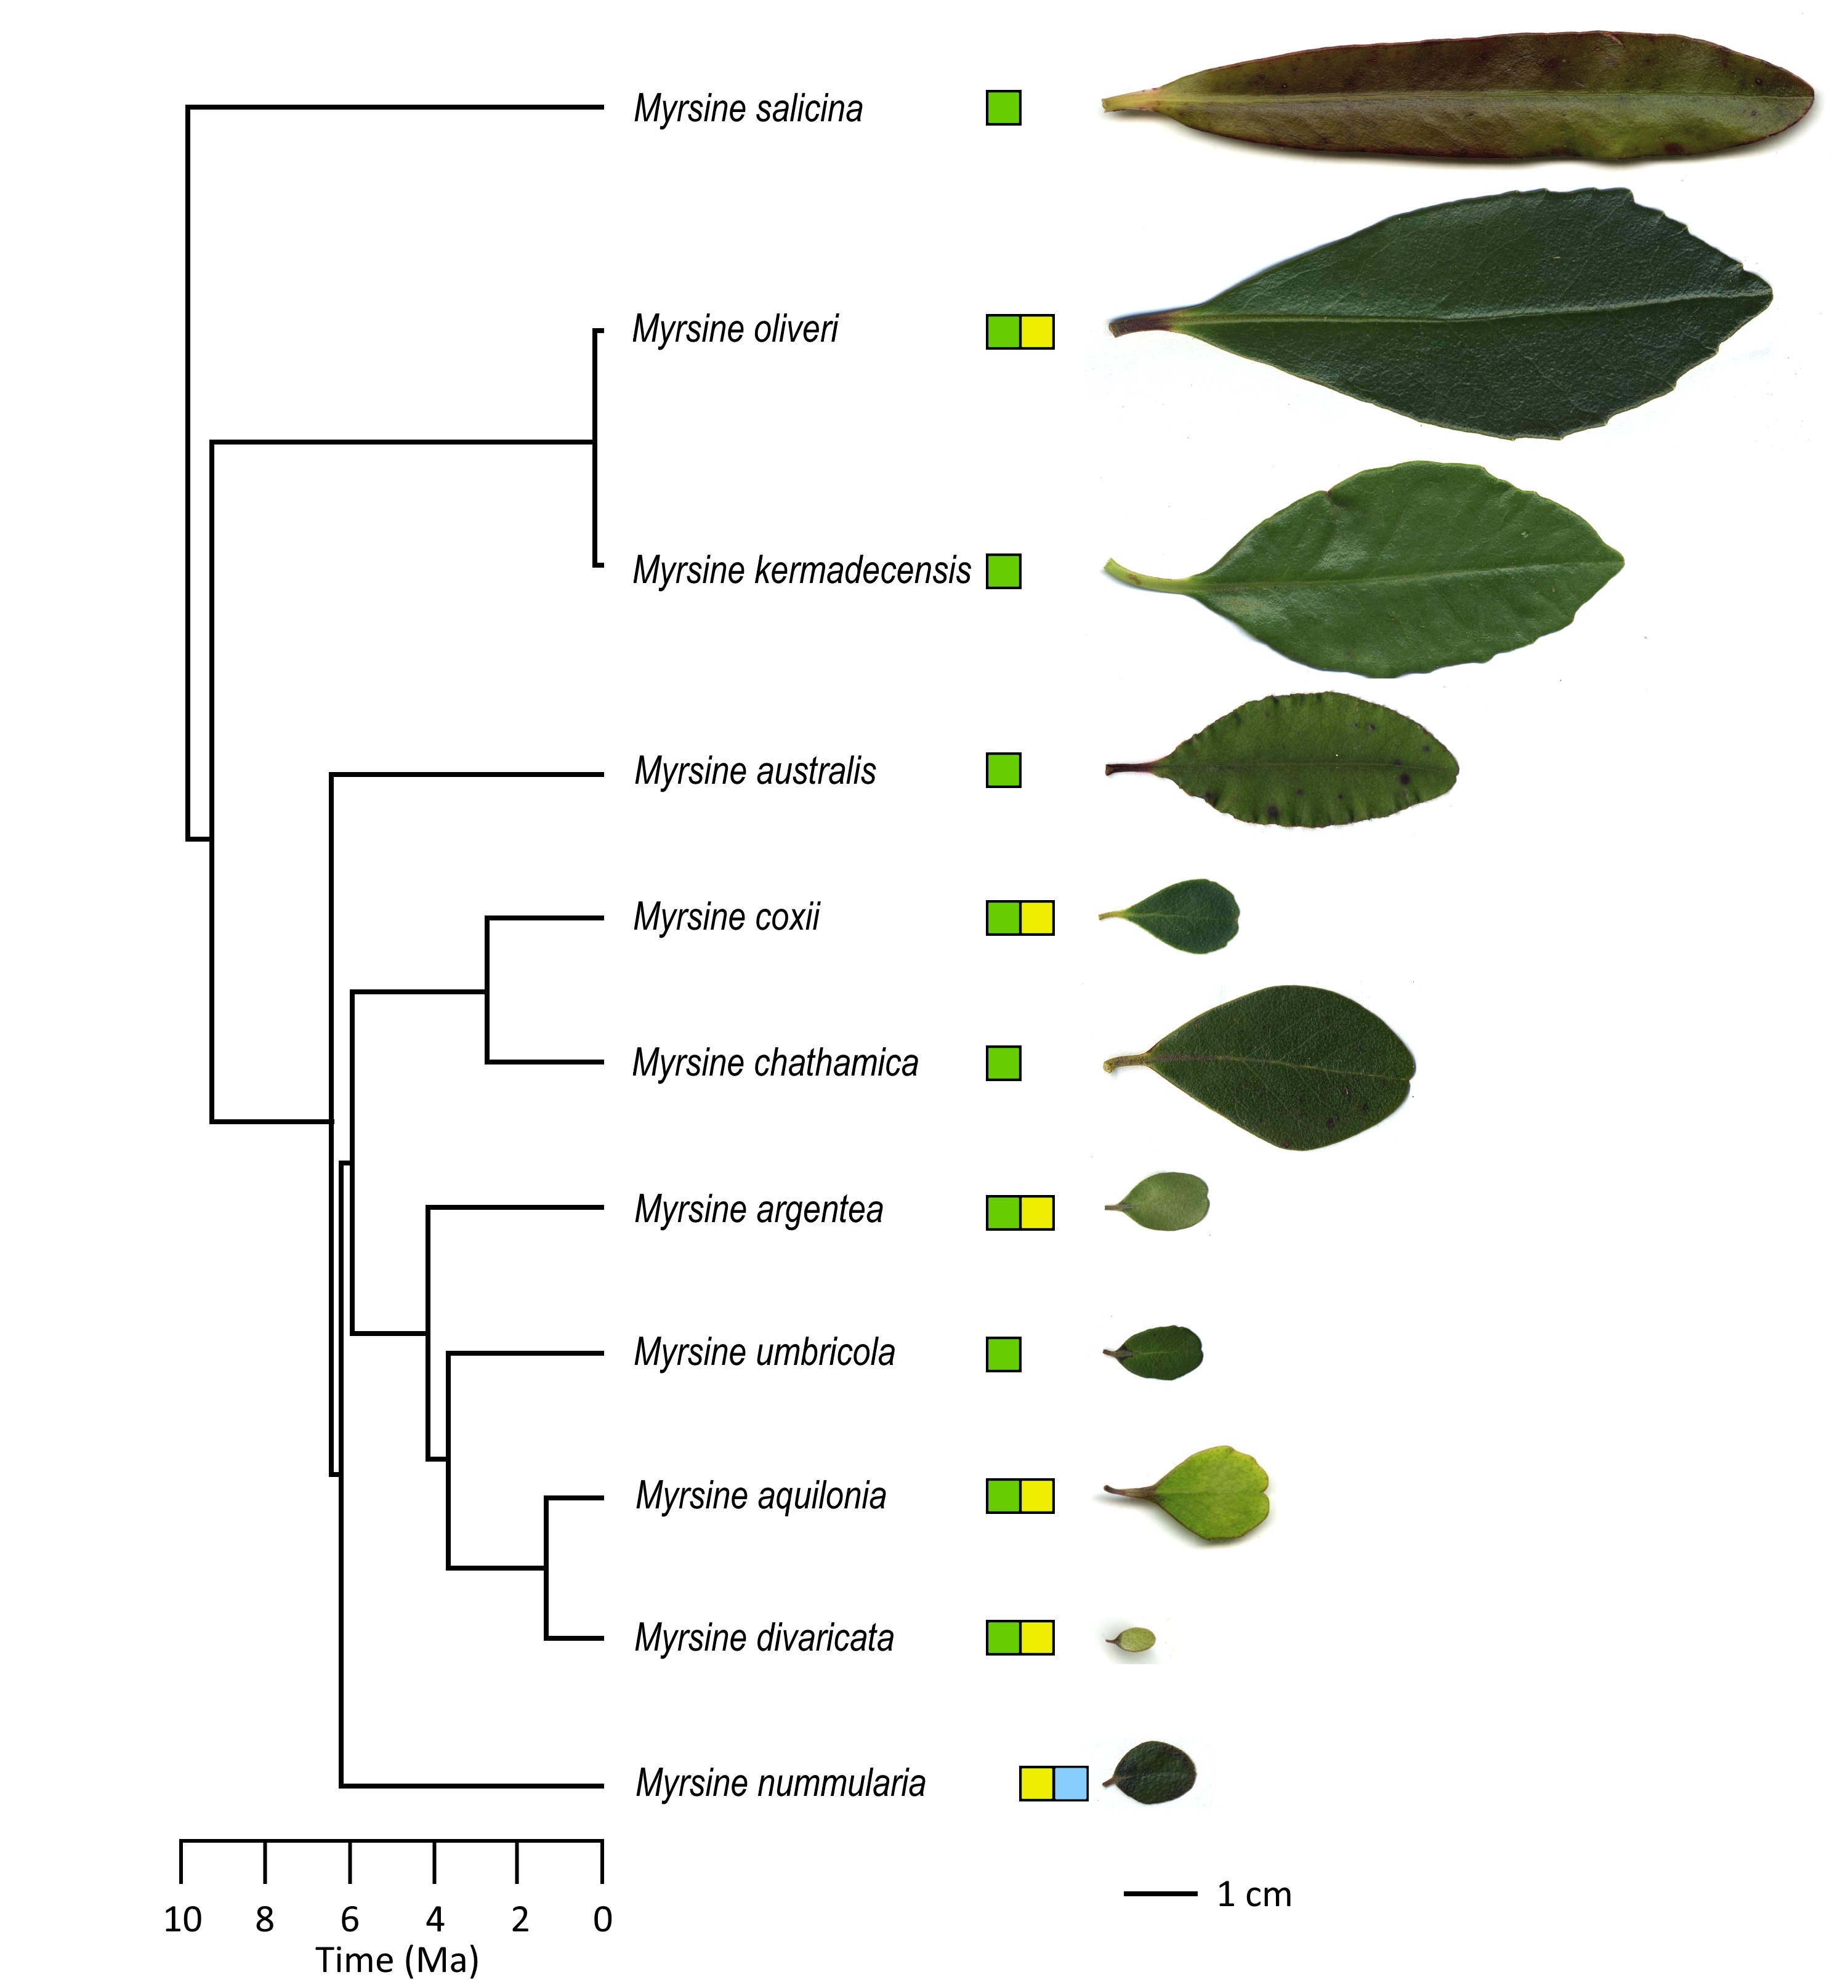 Myrsine salicina
Myrsine oliveri
Myrsine kermadecensis
Myrsine australis
Myrsine coxii
Myrsine chathamica
Myrsine argentea
Myrsine umbricola
Myrsine aquilonia
Myrsine divaricata
Myrsine nummularia
10 8 6 4 2 0
Time (Ma)
1 cm